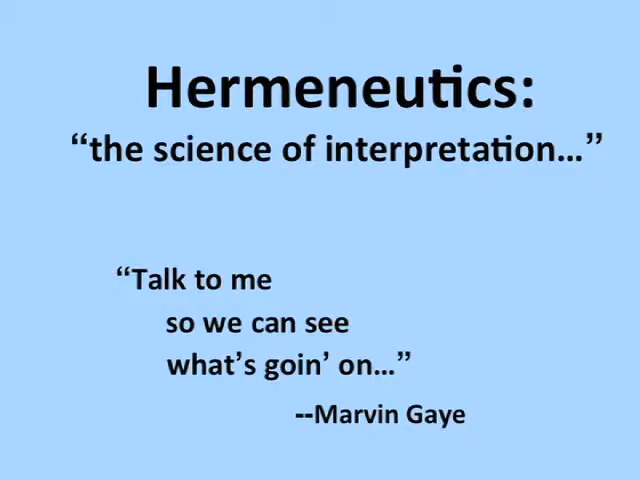 Hermeneutics:
“the science of interpretation...”
“Talk to me
so we can see
what’s goin’ on...”
--Marvin Gaye